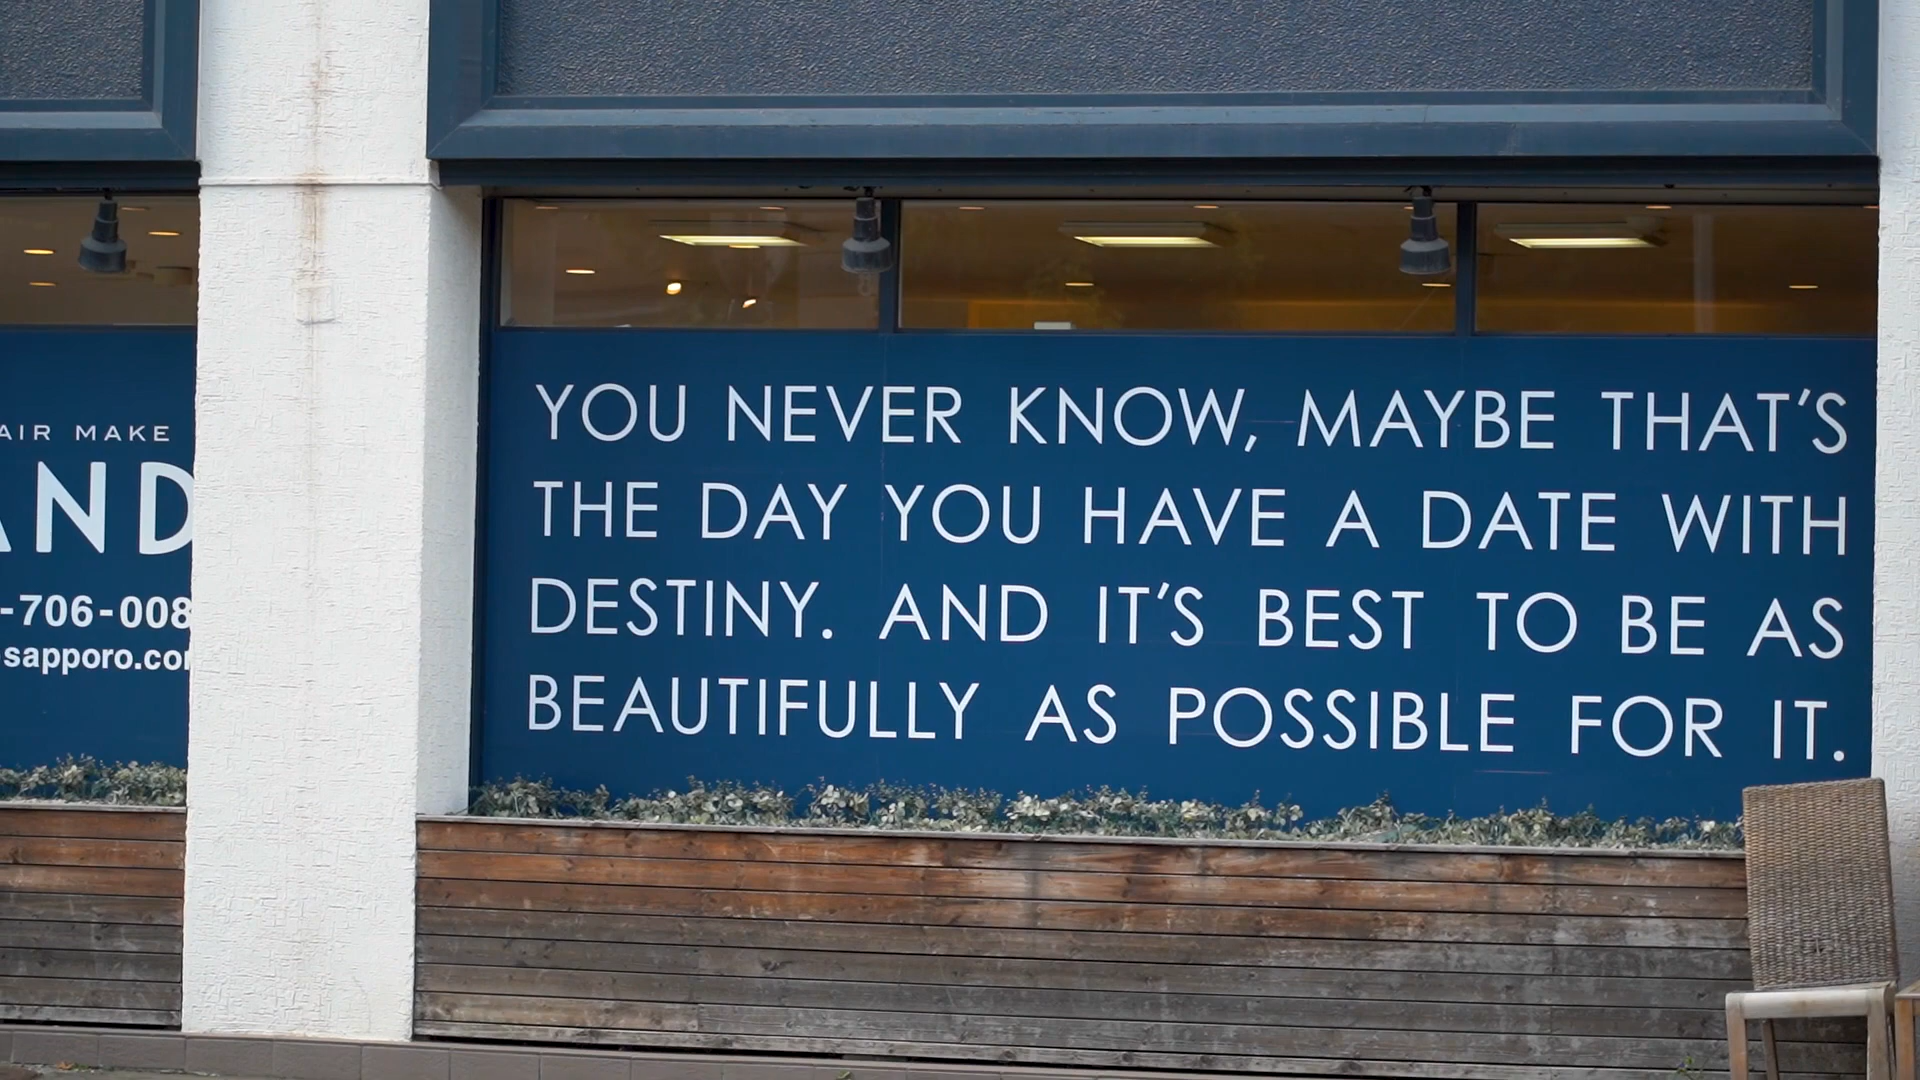 AIR MAKE
AND
-706-008
sapporo.co
YOU NEVER KNOW, MAYBE THAT'S
THE DAY YOU HAVE A DATE WITH
DESTINY. AND IT'S BEST TO BE AS
BEAUTIFULLY AS POSSIBLE FOR IT.